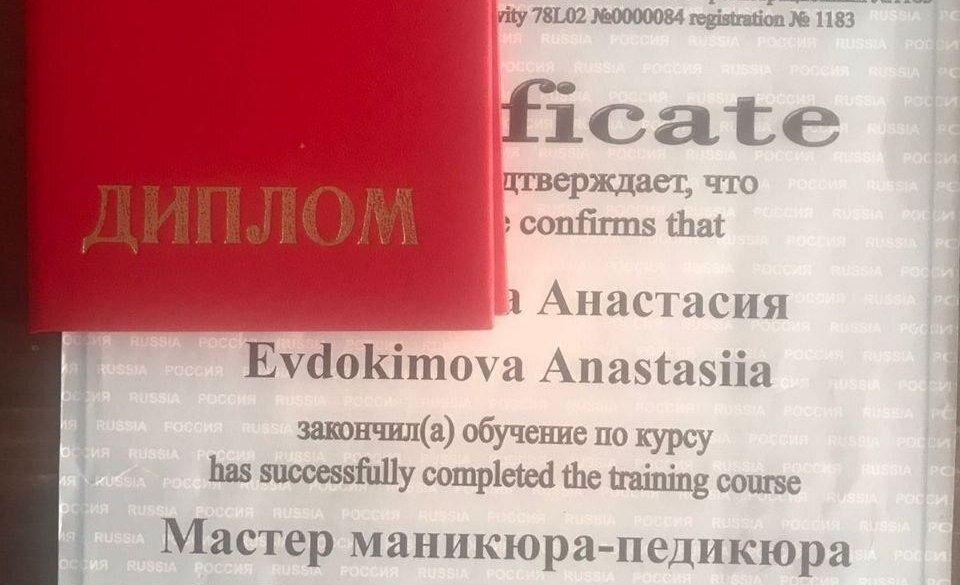 ДИПЛОМ
78L02 №0000084 registration № 1183
что
confirms that
Анастасия
Evdokimova Anastasiia
закончил(а) обучение по курсу
has successfully completed the training course
Мастер маникюра-педикюра